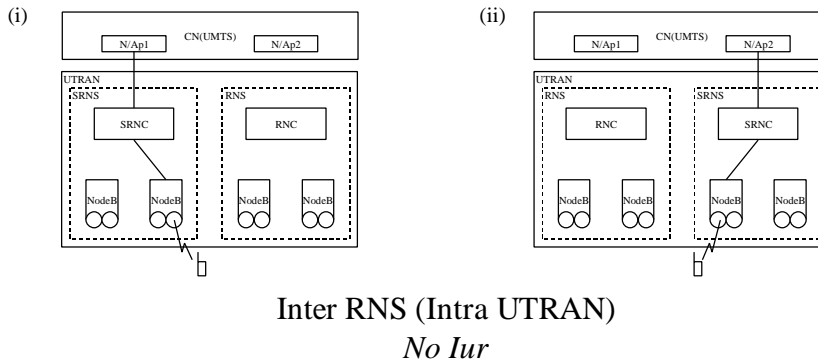 (i)
N/Ap1 CN(UMTS) N/Ap2
UTRAN
SRNS RNS
SRNC RNC
NodeB NodeB NodeB NodeB
(ii)
N/Ap1 CN(UMTS) N/Ap2
UTRAN
RNS SRNS
RNC SRNC
NodeB NodeB NodeB NodeB
Inter RNS (Intra UTRAN)
No Iur